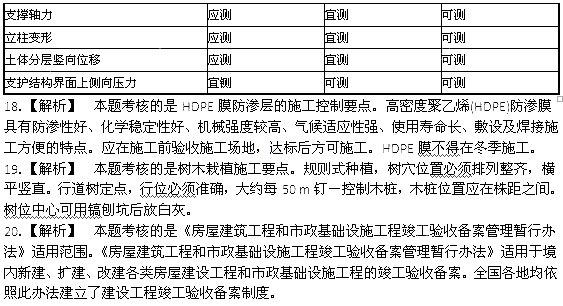 支撑轴力 应测 宜测 可测
立柱变形 应测 宜测 可测
土体分层竖向位移 应测 宜测 可测
支护结构界面上侧向压力 宜测 可测 可测
18.【解析】 本题考核的是 HDPE 膜防渗层的施工控制要点。高密度聚乙烯(HDPE)防渗膜
具有防渗性好、化学稳定性好、机械强度较高、气候适应性强、使用寿命长、敷设及焊接施
工方便的特点。应在施工前验收施工场地，达标后方可施工。HDPE 膜不得在冬季施工。
19.【解析】 本题考核的是树木栽植施工要点。规则式种植，树穴位置必须排列整齐，横
平竖直。行道树定点，行位必须准确，大约每 50 m 钉一控制木桩，木桩位置应在株距之间。
树位中心可用镐刨坑后放白灰。
20.【解析】 本题考核的是《房屋建筑工程和市政基础设施工程竣工验收备案管理暂行办
法》适用范围。《房屋建筑工程和市政基础设施工程竣工验收备案管理暂行办法》适用于境
内新建、扩建、改建各类房屋建设工程和市政基础设施工程的竣工验收备案。全国各地均依
照此办法建立了建设工程竣工验收备案制度。